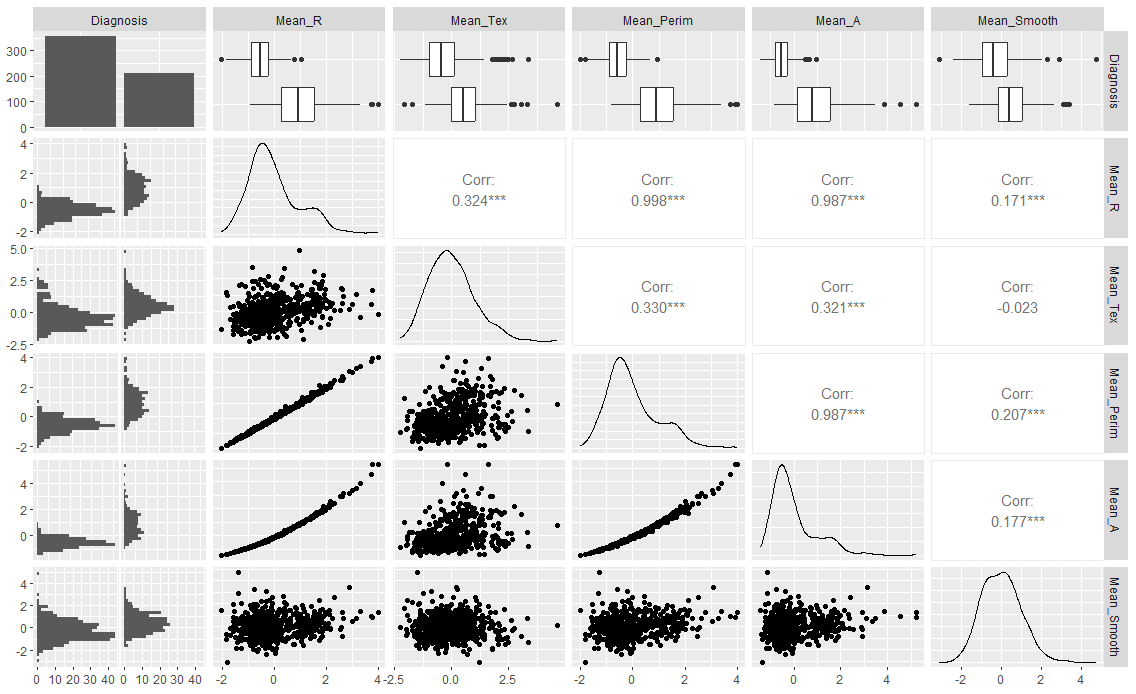 Diagnosis Mean_R Mean_Tex Mean_Perim Mean_A Mean_Smooth
300
200
100
0
Diagnosis
4
2
0
-2
Corr:
0.324***
Corr:
0.998***
Corr:
0.987***
Corr:
0.171***
Mean_R
5.0
2.5
0.0
-2.5
Corr:
0.330***
Corr:
0.321***
Corr:
-0.023
Mean_Tex
4
2
0
-2
Corr:
0.987***
Corr:
0.207***
Mean_Perim
4
2
0
Corr:
0.177***
Mean_A
4
2
0
-2
Mean_Smooth
0 10 20 30 40 0 10 20 30 40 -2 0 2 4 -2.5 0.0 2.5 -2 0 2 4 0 2 4 -2 0 2 4